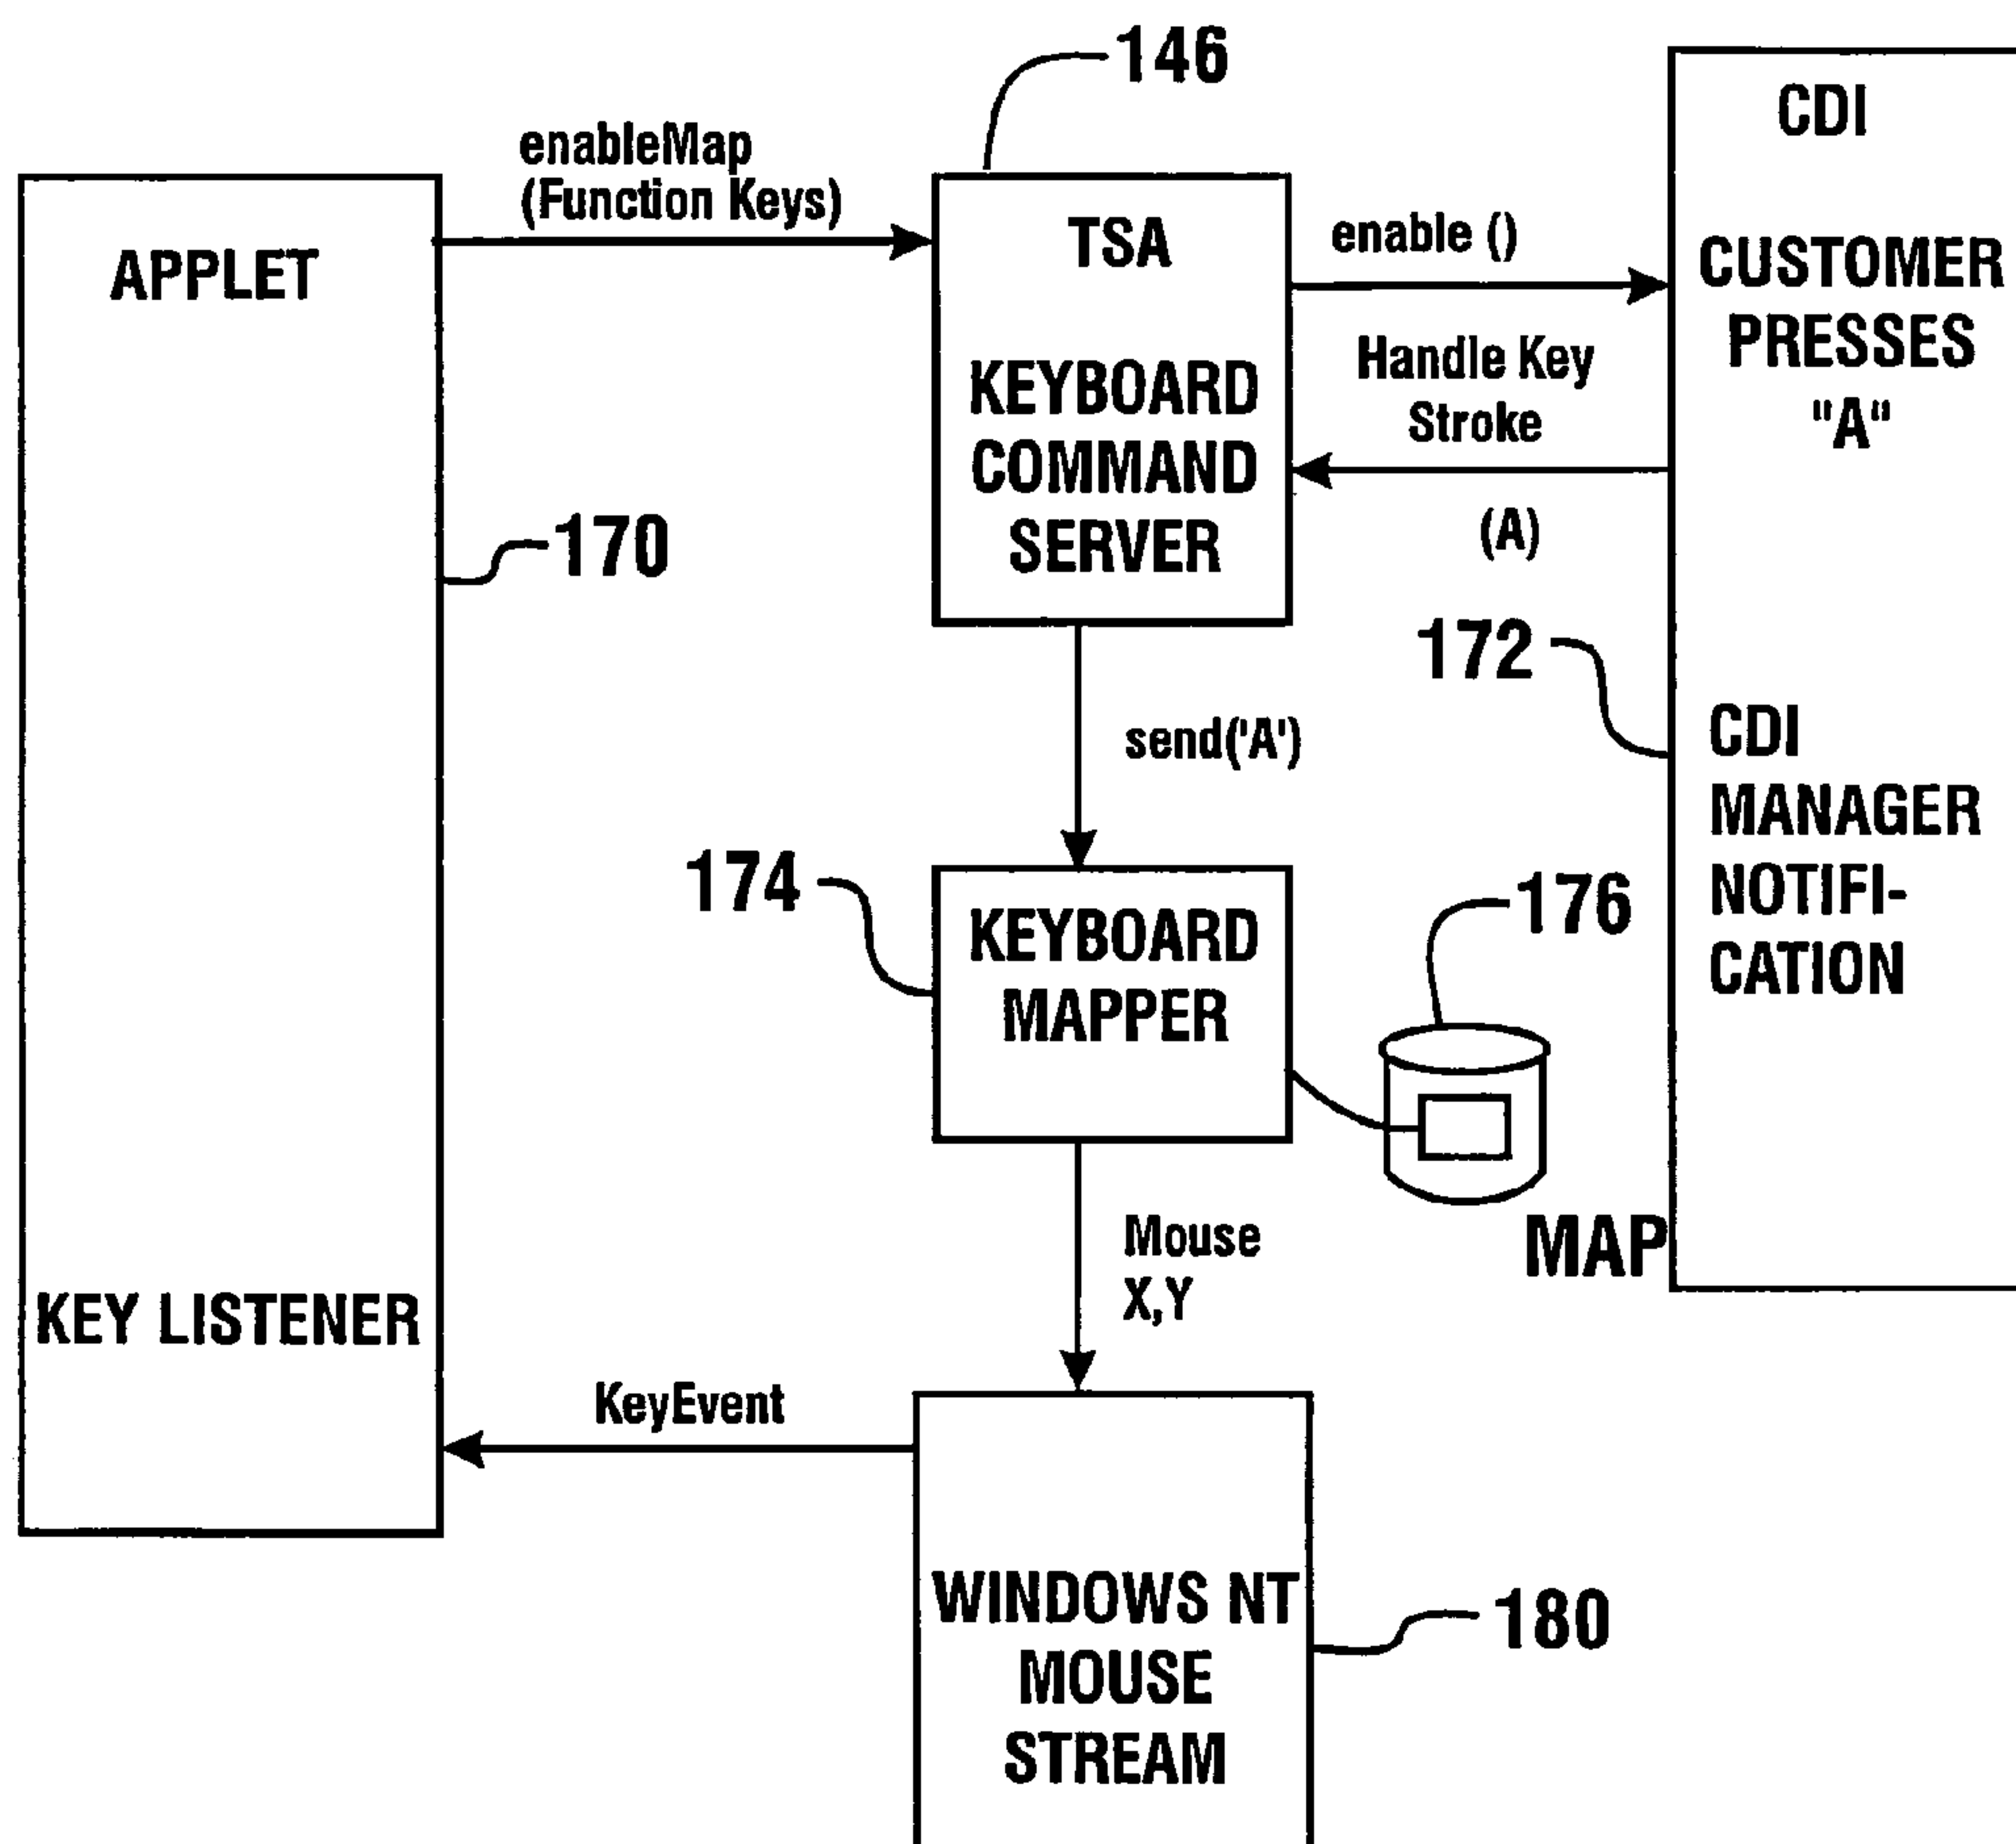 146
CDI
enableMap
(Function Keys)
APPLET
TSA
enable ()
CUSTOMER
PRESSES
"A"
KEYBOARD
COMMAND
SERVER
Handle Key
Stroke
(A)
170
172
send('A')
CDI
MANAGER
NOTIFI-
CATION
174
KEYBOARD
MAPPER
176
MAP
Mouse
X,Y
KEY LISTENER
KeyEvent
WINDOWS NT
MOUSE
STREAM
180